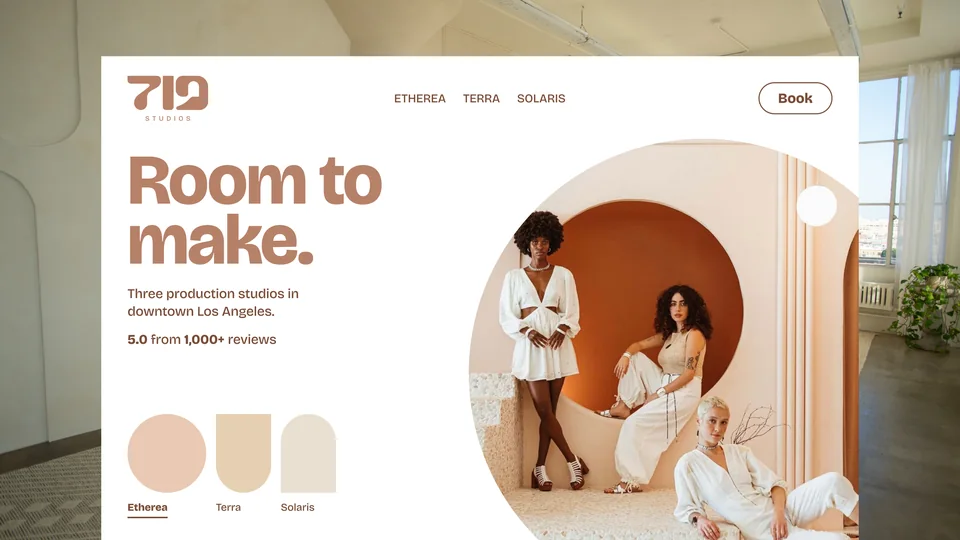 719
STUDIOS
ETHEREA TERRA SOLARIS
Book
Room to
make.
Three production studios in
downtown Los Angeles.
5.0 from 1,000+ reviews
Etherea Terra Solaris